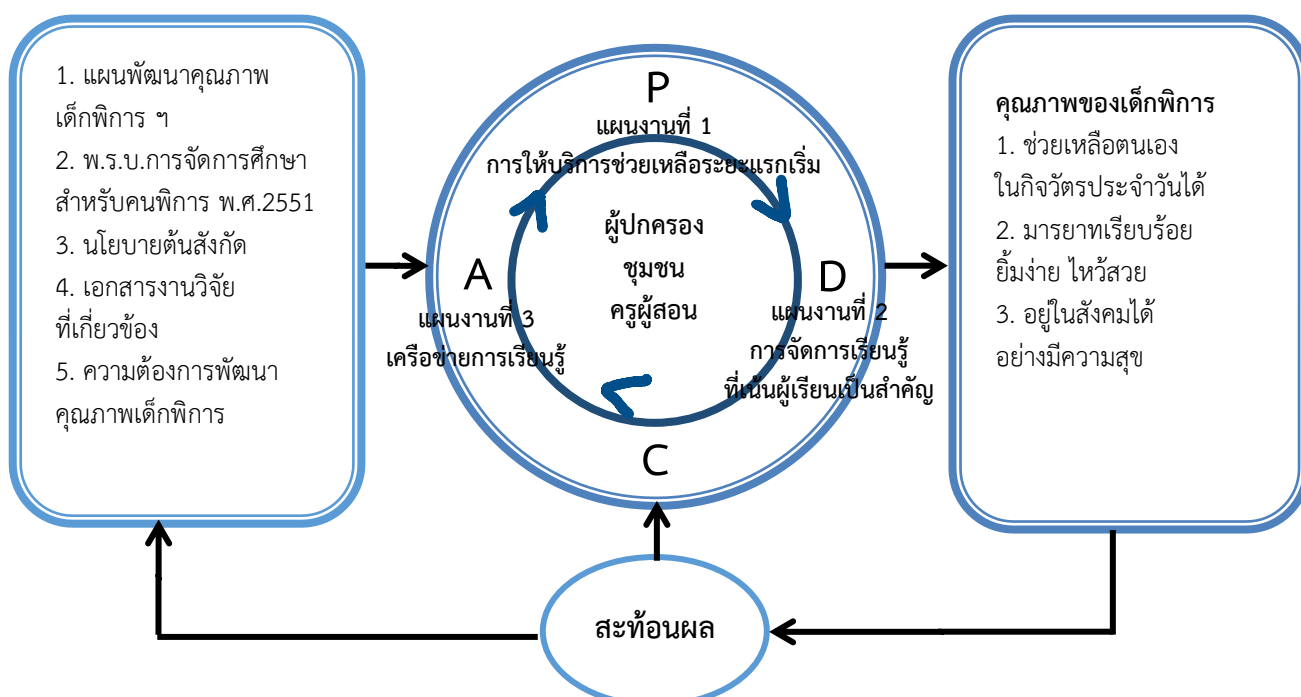 1. แผนพัฒนาคุณภาพ
เด็กพิการ ฯ
2. พ.ร.บ.การจัดการศึกษา
สำหรับคนพิการ พ.ศ.2551
3. นโยบายต้นสังกัด
4. เอกสารงานวิจัย
ที่เกี่ยวข้อง
5. ความต้องการพัฒนา
คุณภาพเด็กพิการ
P
แผนงานที่ 1
การให้บริการช่วยเหลือระยะแรกเริ่ม
ผู้ปกครอง
ชุมชน
ครูผู้สอน
A
แผนงานที่ 3
เครือข่ายการเรียนรู้
D
แผนงานที่ 2
การจัดการเรียนรู้
ที่เน้นผู้เรียนเป็นสำคัญ
C
คุณภาพของเด็กพิการ
1. ช่วยเหลือตนเอง
ในกิจวัตรประจำวันได้
2. มารยาทเรียบร้อย
ยิ้มง่าย ไหว้สวย
3. อยู่ในสังคมได้
อย่างมีความสุข
สะท้อนผล